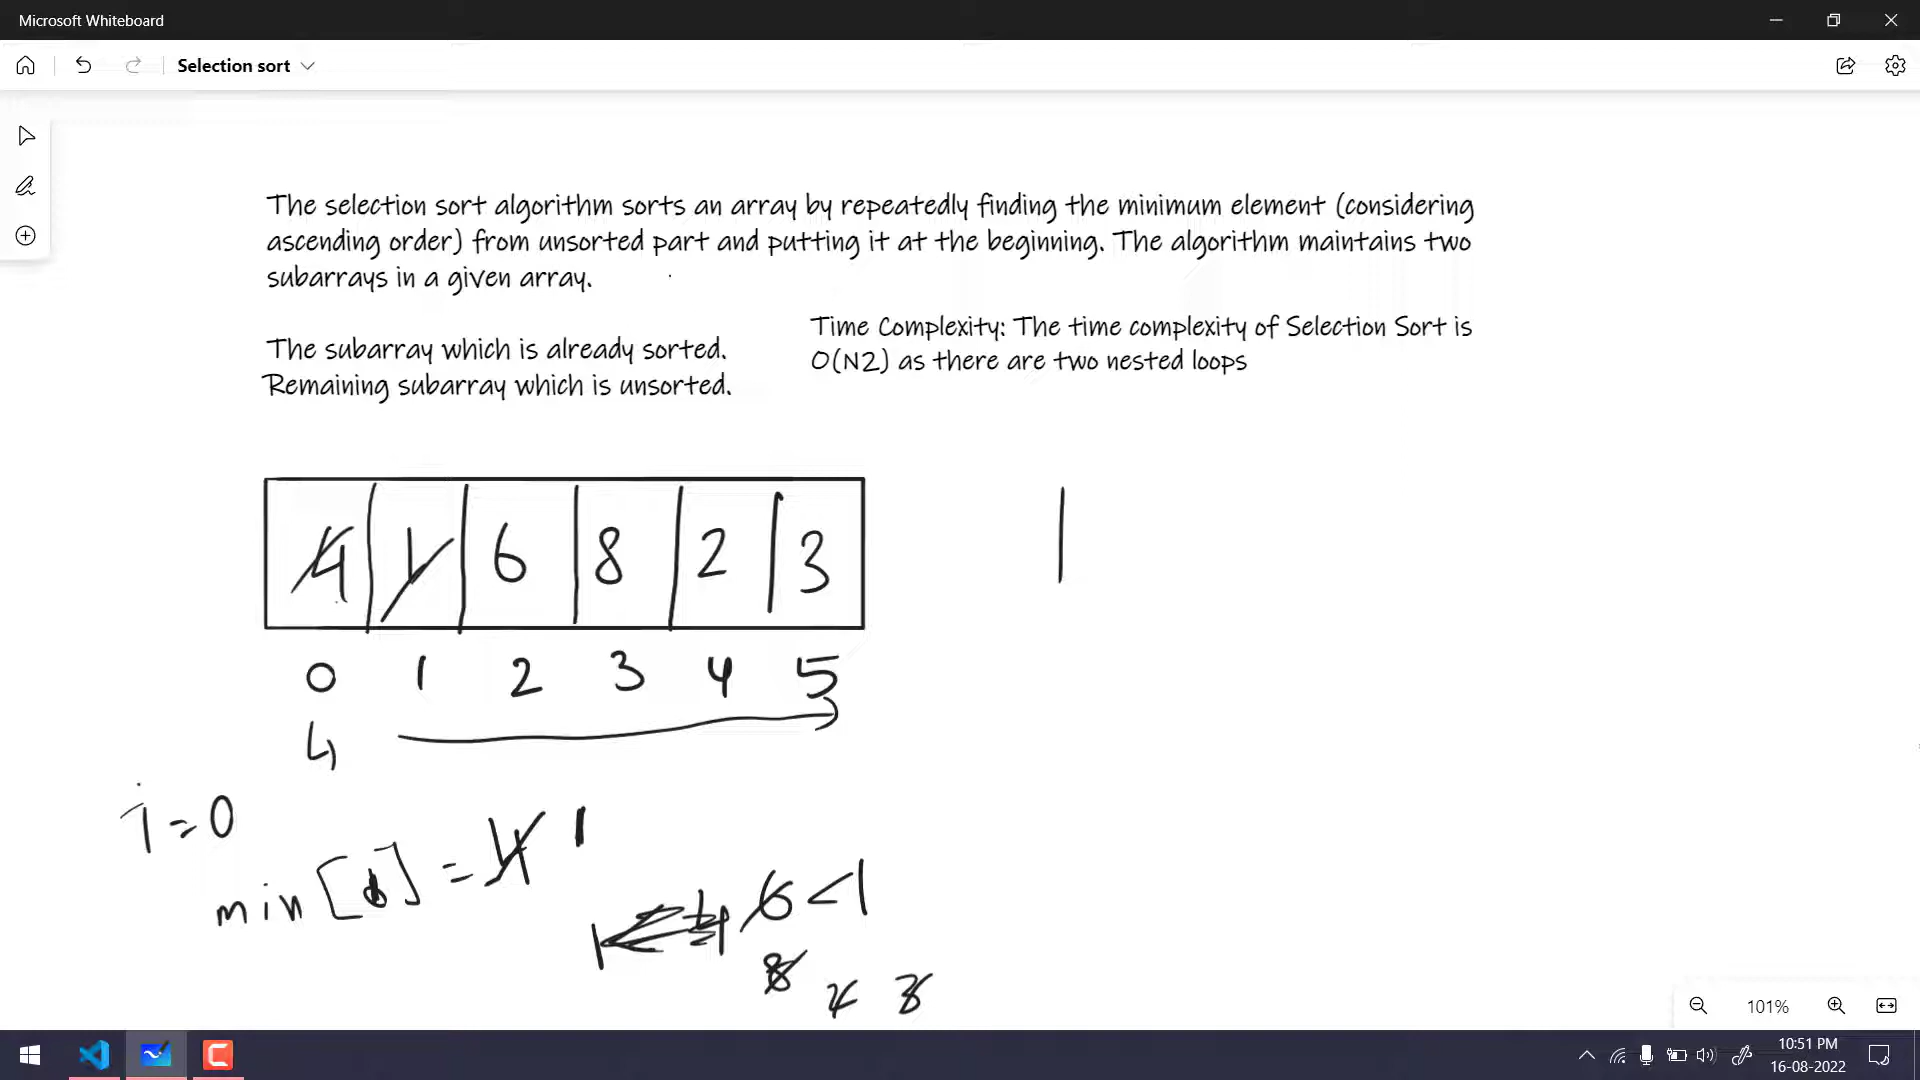 Microsoft Whiteboard
Selection sort
The selection sort algorithm sorts an array by repeatedly finding the minimum element (considering
ascending order) from unsorted part and putting it at the beginning. The algorithm maintains two
subarrays in a given array.
Time Complexity: The time complexity of Selection Sort is
O(N2) as there are two nested loops
The subarray which is already sorted.
Remaining subarray which is unsorted.
4 1 6 8 2 3
0 1 2 3 4 5
4
i=0
min [ ] = 4 1
6<1
8
2 3
101%
10:51 PM
16-08-2022